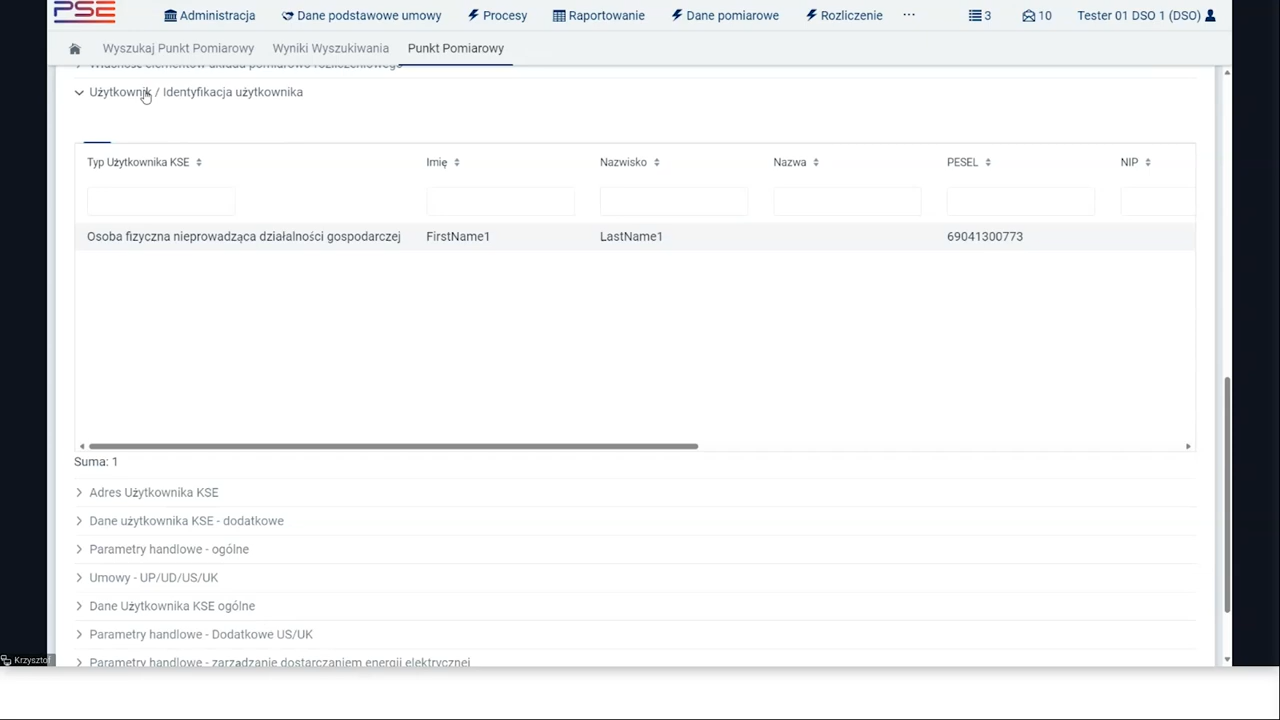 PSE
Administracja Dane podstawowe umowy Procesy Raportowanie Dane pomiarowe Rozliczenie ... 3 10 Tester 01 DSO 1 (DSO)
Wyszukaj Punkt Pomiarowy Wyniki Wyszukiwania Punkt Pomiarowy
Własność elementów układu pomiarowo rozliczeniowego
Użytkownik / Identyfikacja użytkownika
Typ Użytkownika KSE Imię Nazwisko Nazwa PESEL NIP
Osoba fizyczna nieprowadząca działalności gospodarczej FirstName1 LastName1 69041300773
Suma: 1
Adres Użytkownika KSE
Dane użytkownika KSE - dodatkowe
Parametry handlowe - ogólne
Umowy - UP/UD/US/UK
Dane Użytkownika KSE ogólne
Parametry handlowe - Dodatkowe US/UK
Parametry handlowe - zarządzanie dostarczaniem energii elektrycznej
Krzysztof